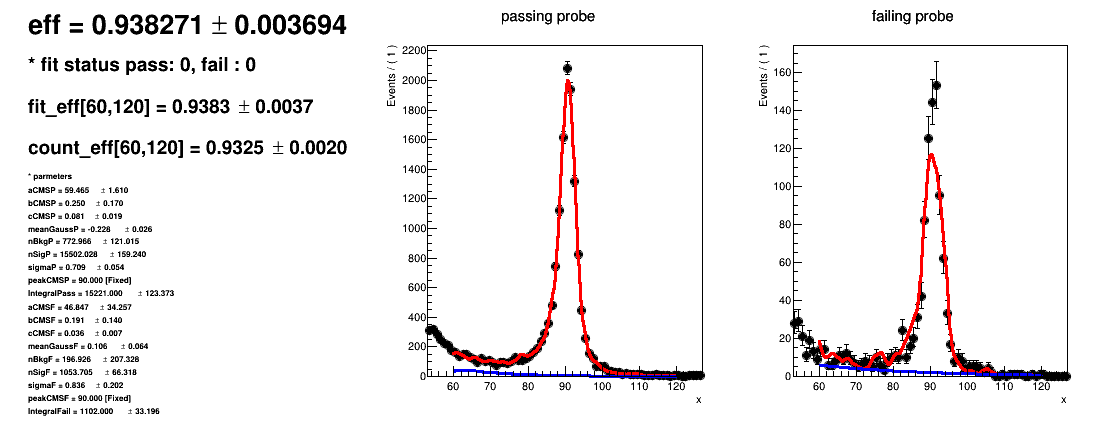 eff = 0.938271 ± 0.003694
* fit status pass: 0, fail : 0
fit_eff[60,120] = 0.9383 ± 0.0037
count_eff[60,120] = 0.9325 ± 0.0020
* parmeters
aCMSP = 59.465 ± 1.610
bCMSP = 0.250 ± 0.170
cCMSP = 0.081 ± 0.019
meanGaussP = -0.228 ± 0.026
nBkgP = 772.966 ± 121.015
nSigP = 15502.028 ± 159.240
sigmaP = 0.709 ± 0.054
peakCMSP = 90.000 [Fixed]
IntegralPass = 15221.000 ± 123.373
aCMSF = 46.847 ± 34.257
bCMSF = 0.191 ± 0.140
cCMSF = 0.036 ± 0.007
meanGaussF = 0.106 ± 0.064
nBkgF = 196.926 ± 207.328
nSigF = 1053.705 ± 66.318
sigmaF = 0.836 ± 0.202
peakCMSF = 90.000 [Fixed]
IntegralFail = 1102.000 ± 33.196
passing probe
Events / ( 1 )
2200
2000
1800
1600
1400
1200
1000
800
600
400
200
0
60 70 80 90 100 110 120
x
failing probe
Events / ( 1 )
160
140
120
100
80
60
40
20
0
60 70 80 90 100 110 120
x